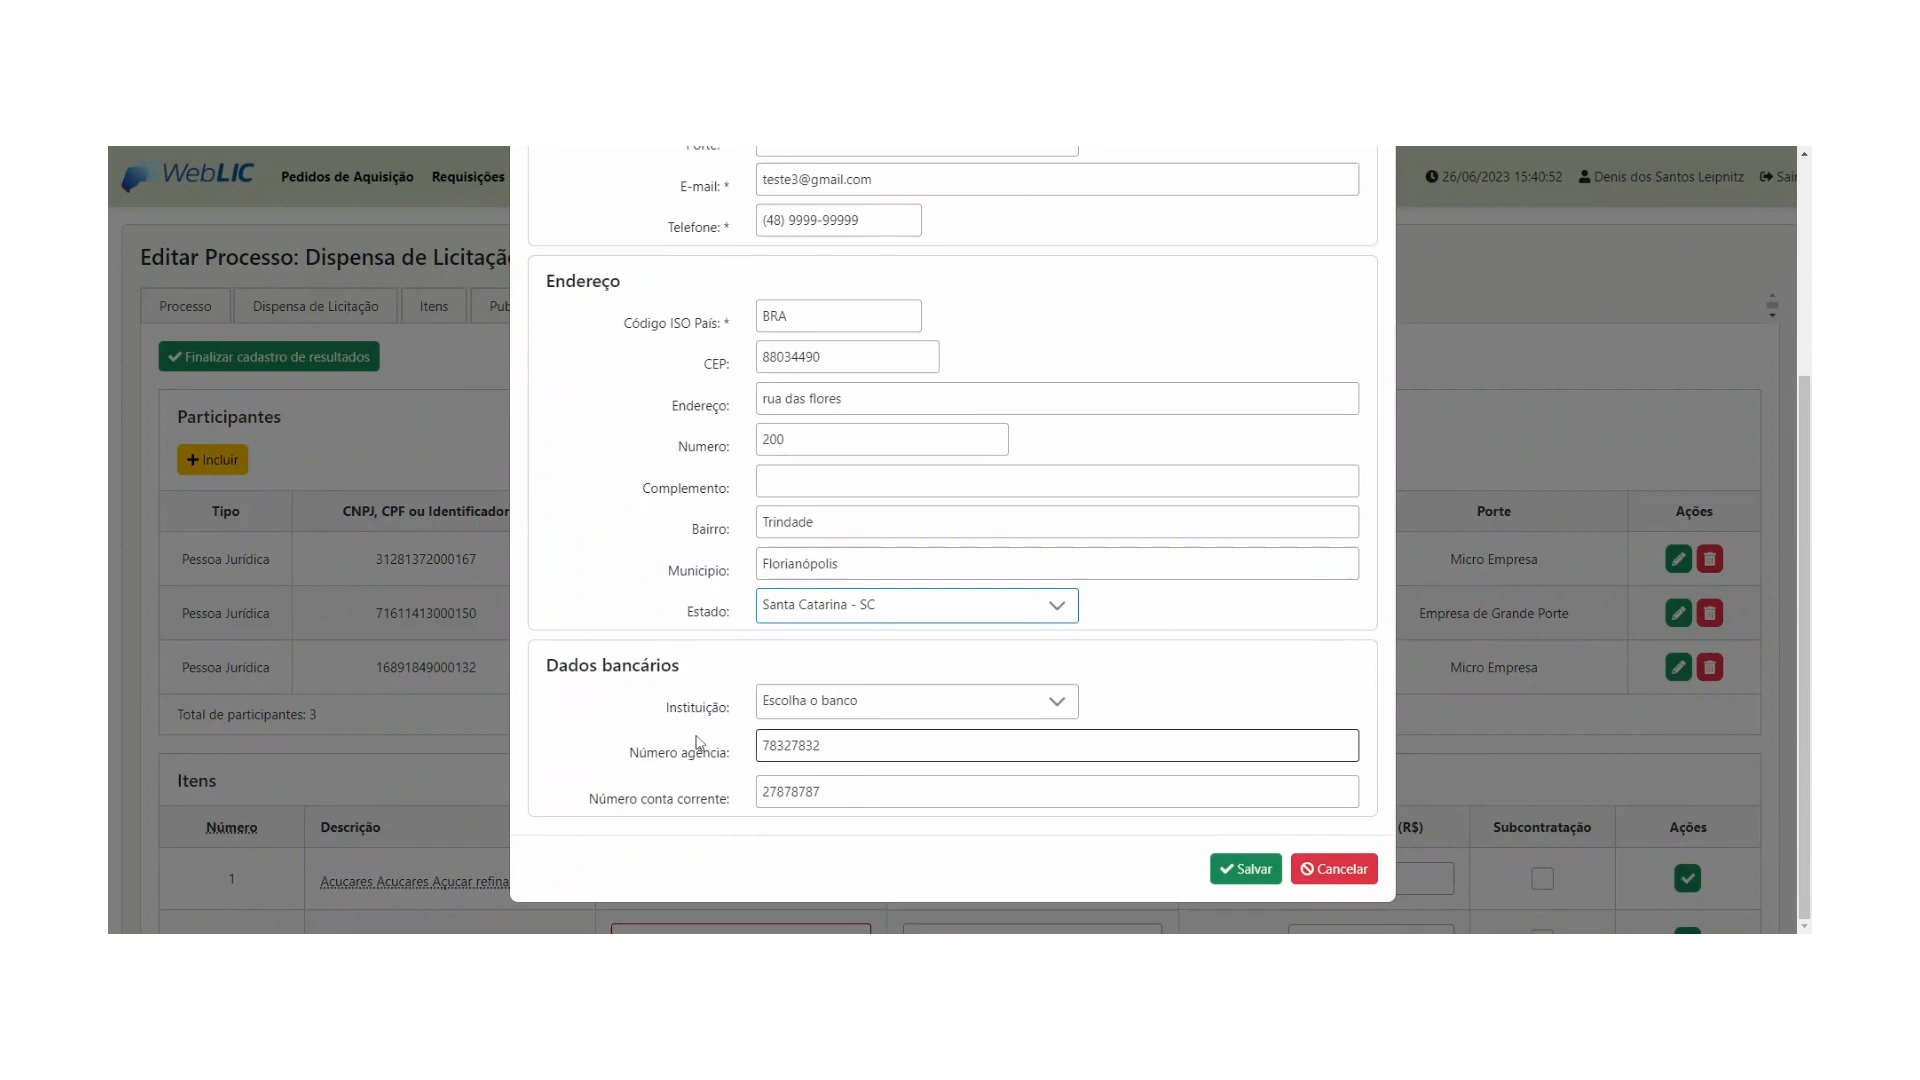 WebLIC Pedidos de Aquisição Requisições
26/06/2023 15:40:52 Denis dos Santos Leipnitz Sair
Editar Processo: Dispensa de Licitaçã
Processo Dispensa de Licitação Itens Pub
Finalizar cadastro de resultados
Participantes
Incluir
Tipo CNPJ, CPF ou Identificador Porte Ações
Pessoa Jurídica 31281372000167 Micro Empresa
Pessoa Jurídica 71611413000150 Empresa de Grande Porte
Pessoa Jurídica 16891849000132 Micro Empresa
Total de participantes: 3
Itens
Número Descrição (R$) Subcontratação Ações
1 Acucares Acucares Açucar refina
Porte:
E-mail: * teste3@gmail.com
Telefone: * (48) 9999-99999
Endereço
Código ISO País: * BRA
CEP: 88034490
Endereço: rua das flores
Numero: 200
Complemento:
Bairro: Trindade
Municipio: Florianópolis
Estado: Santa Catarina - SC
Dados bancários
Instituição: Escolha o banco
Número agência: 78327832
Número conta corrente: 27878787
Salvar Cancelar